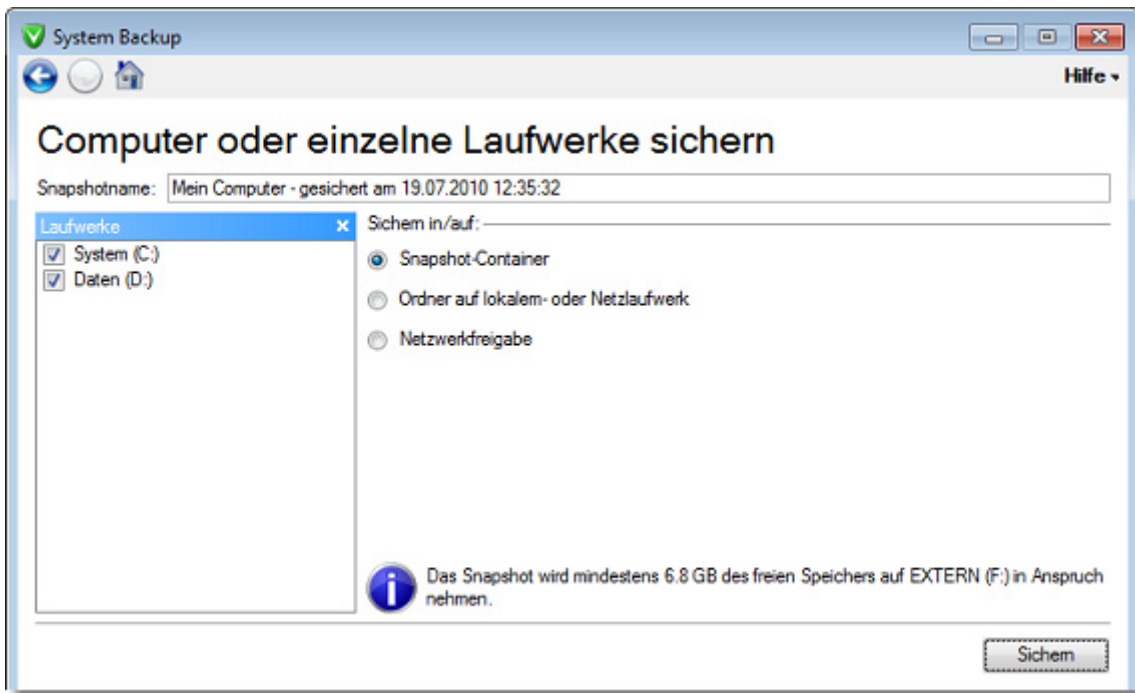 System Backup
Hilfe
Computer oder einzelne Laufwerke sichern
Snapshotname: Mein Computer - gesichert am 19.07.2010 12:35:32
Laufwerke
System (C:)
Daten (D:)
Sichern in/auf:
Snapshot-Container
Ordner auf lokalem- oder Netzlaufwerk
Netzwerkfreigabe
Das Snapshot wird mindestens 6.8 GB des freien Speichers auf EXTERN (F:) in Anspruch
nehmen.
Sichern